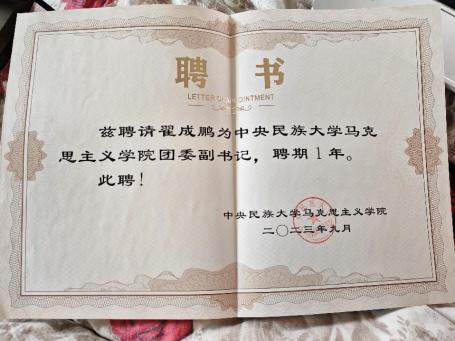 聘书
LETTER OF APPOINTMENT
兹聘请翟成鹏为中央民族大学马克
思主义学院团委副书记，聘期1年。
此聘！
中央民族大学马克思主义学院
二〇二三年九月